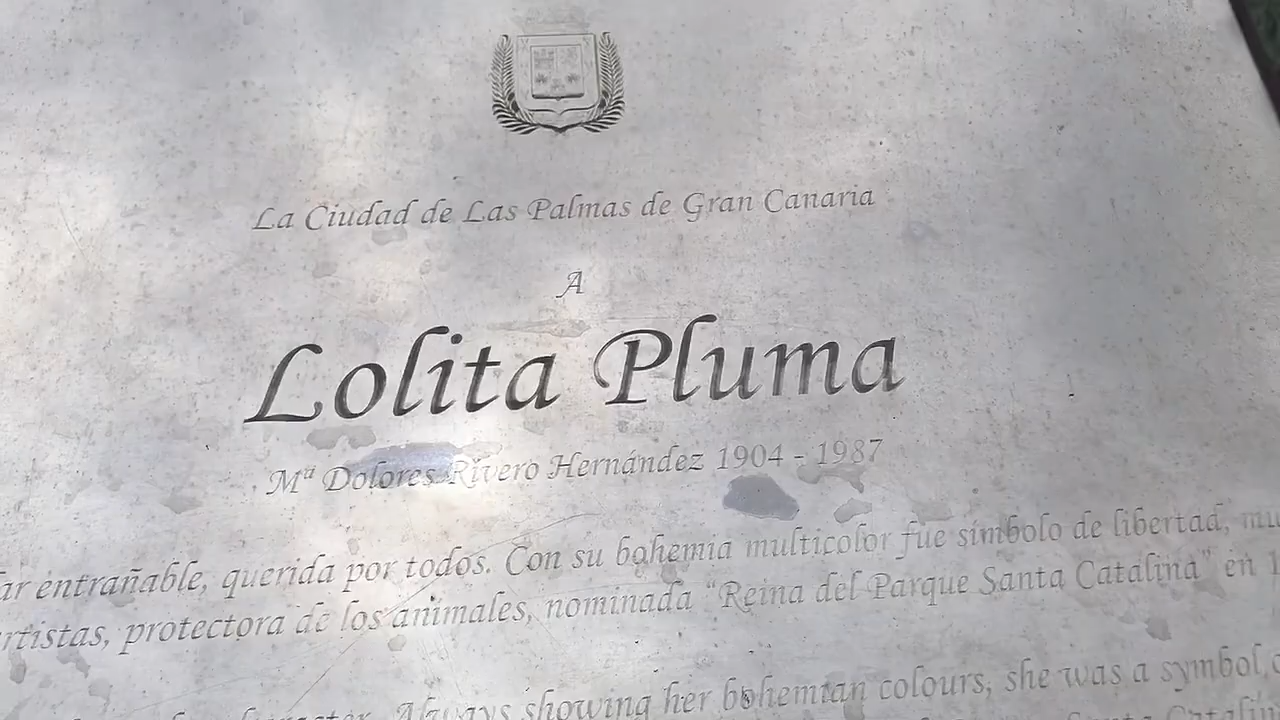 La Ciudad de Las Palmas de Gran Canaria
A
Lolita Pluma
Mª Dolores Rivero Hernández 1904 - 1987
entrañable, querida por todos. Con su bohemia multicolor fue símbolo de libertad,
protectora de los animales, nominada "Reina del Parque Santa Catalina" en
Always showing her bohemian colours, she was a symbol
Santa